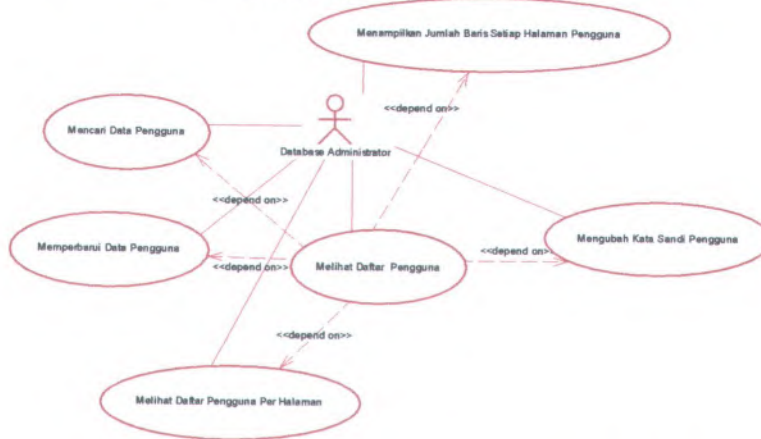 Menampilkan Jumlah Baris Setiap Halaman Pengguna
<<depend on>>
Mencari Data Pengguna
Database Administrator
<<depend on>>
Memperbarui Data Pengguna
<<depend on>>
Melihat Daftar Pengguna
<<depend on>>
Mengubah Kata Sandi Pengguna
<<depend on>>
Melihat Daftar Pengguna Per Halaman